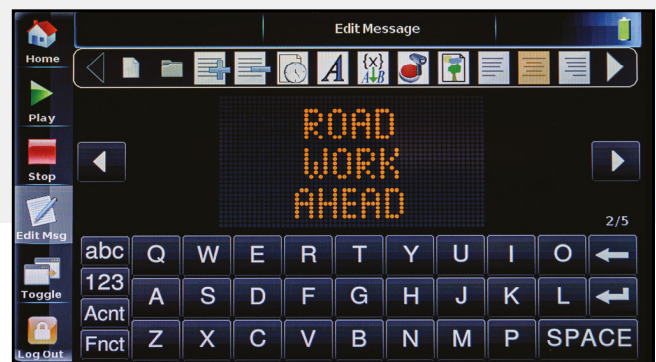 Edit Message
Home
A {X} A B
Play
ROAD
WORK
AHEAD
Stop
2/5
Edit Msg
abc Q W E R T Y U I O
123
Toggle
A S D F G H J K L
Acnt
Fnct Z X C V B N M P SPACE
Log Out